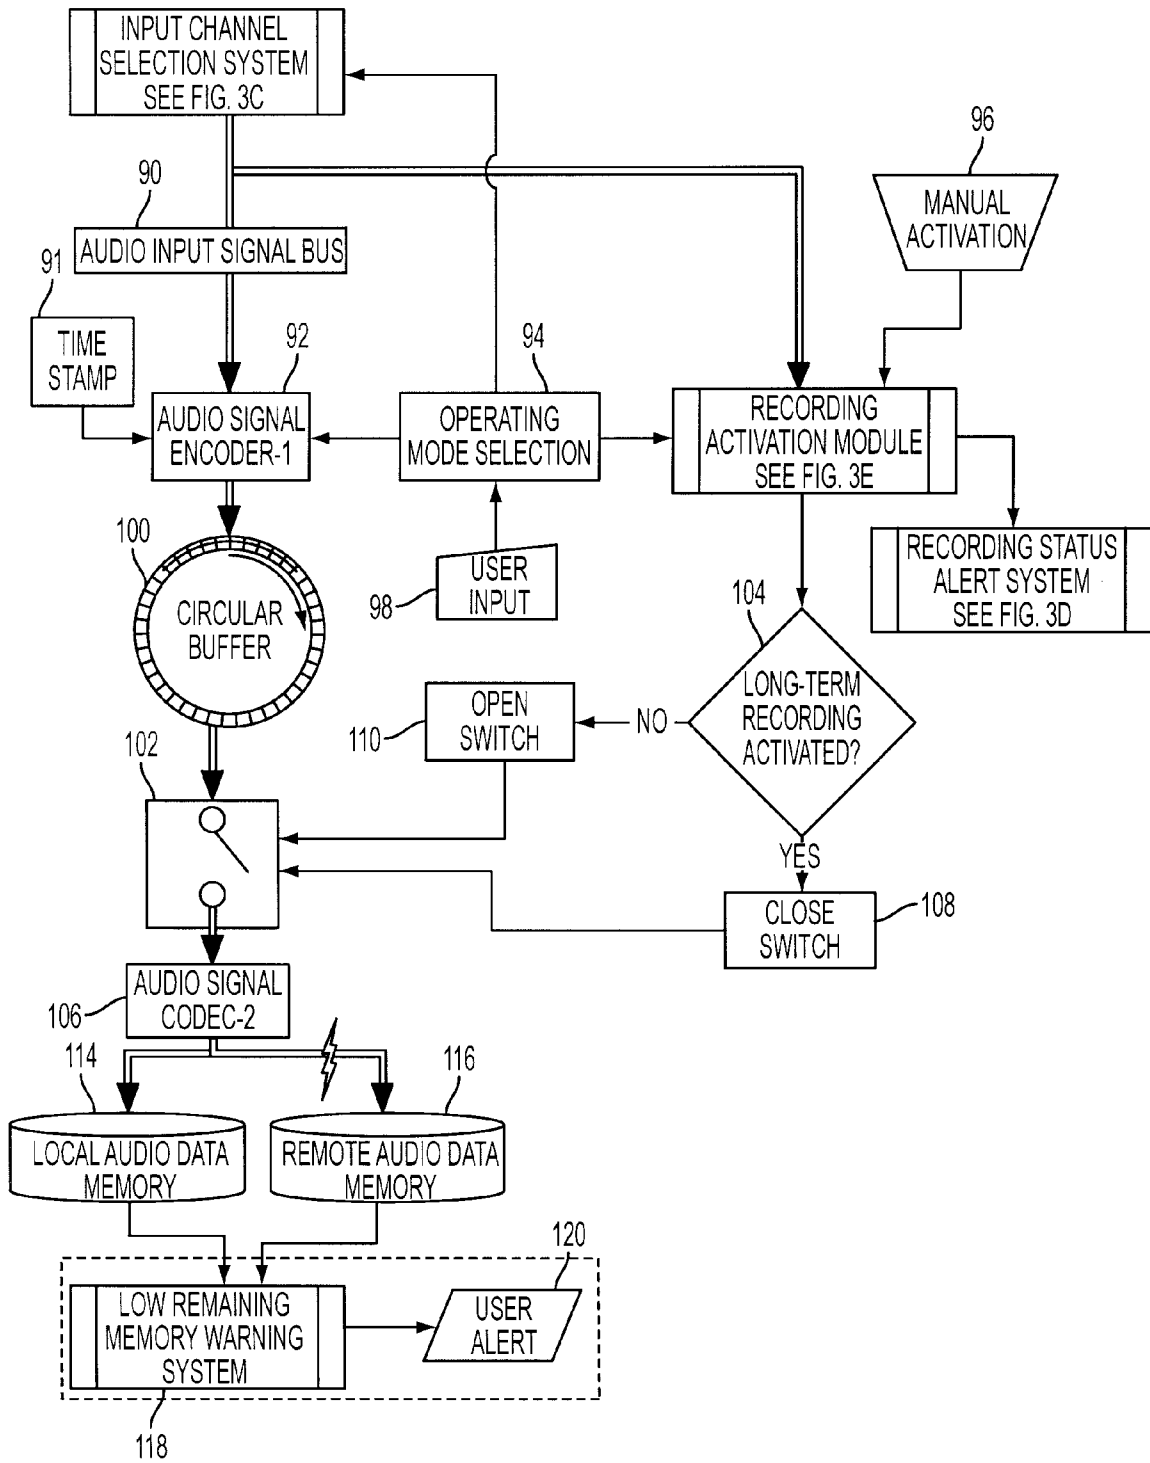 INPUT CHANNEL
SELECTION SYSTEM
SEE FIG. 3C
96
90
MANUAL
ACTIVATION
AUDIO INPUT SIGNAL BUS
91
TIME
STAMP
92
94
AUDIO SIGNAL
ENCODER-1
OPERATING
MODE SELECTION
RECORDING
ACTIVATION MODULE
SEE FIG. 3E
100
CIRCULAR
BUFFER
USER
INPUT
98
RECORDING STATUS
ALERT SYSTEM
SEE FIG. 3D
104
LONG-TERM
RECORDING
ACTIVATED?
NO
OPEN
SWITCH
110
102
YES
CLOSE
SWITCH
108
AUDIO SIGNAL
CODEC-2
106
114
116
LOCAL AUDIO DATA
MEMORY
REMOTE AUDIO DATA
MEMORY
120
LOW REMAINING
MEMORY WARNING
SYSTEM
USER
ALERT
118